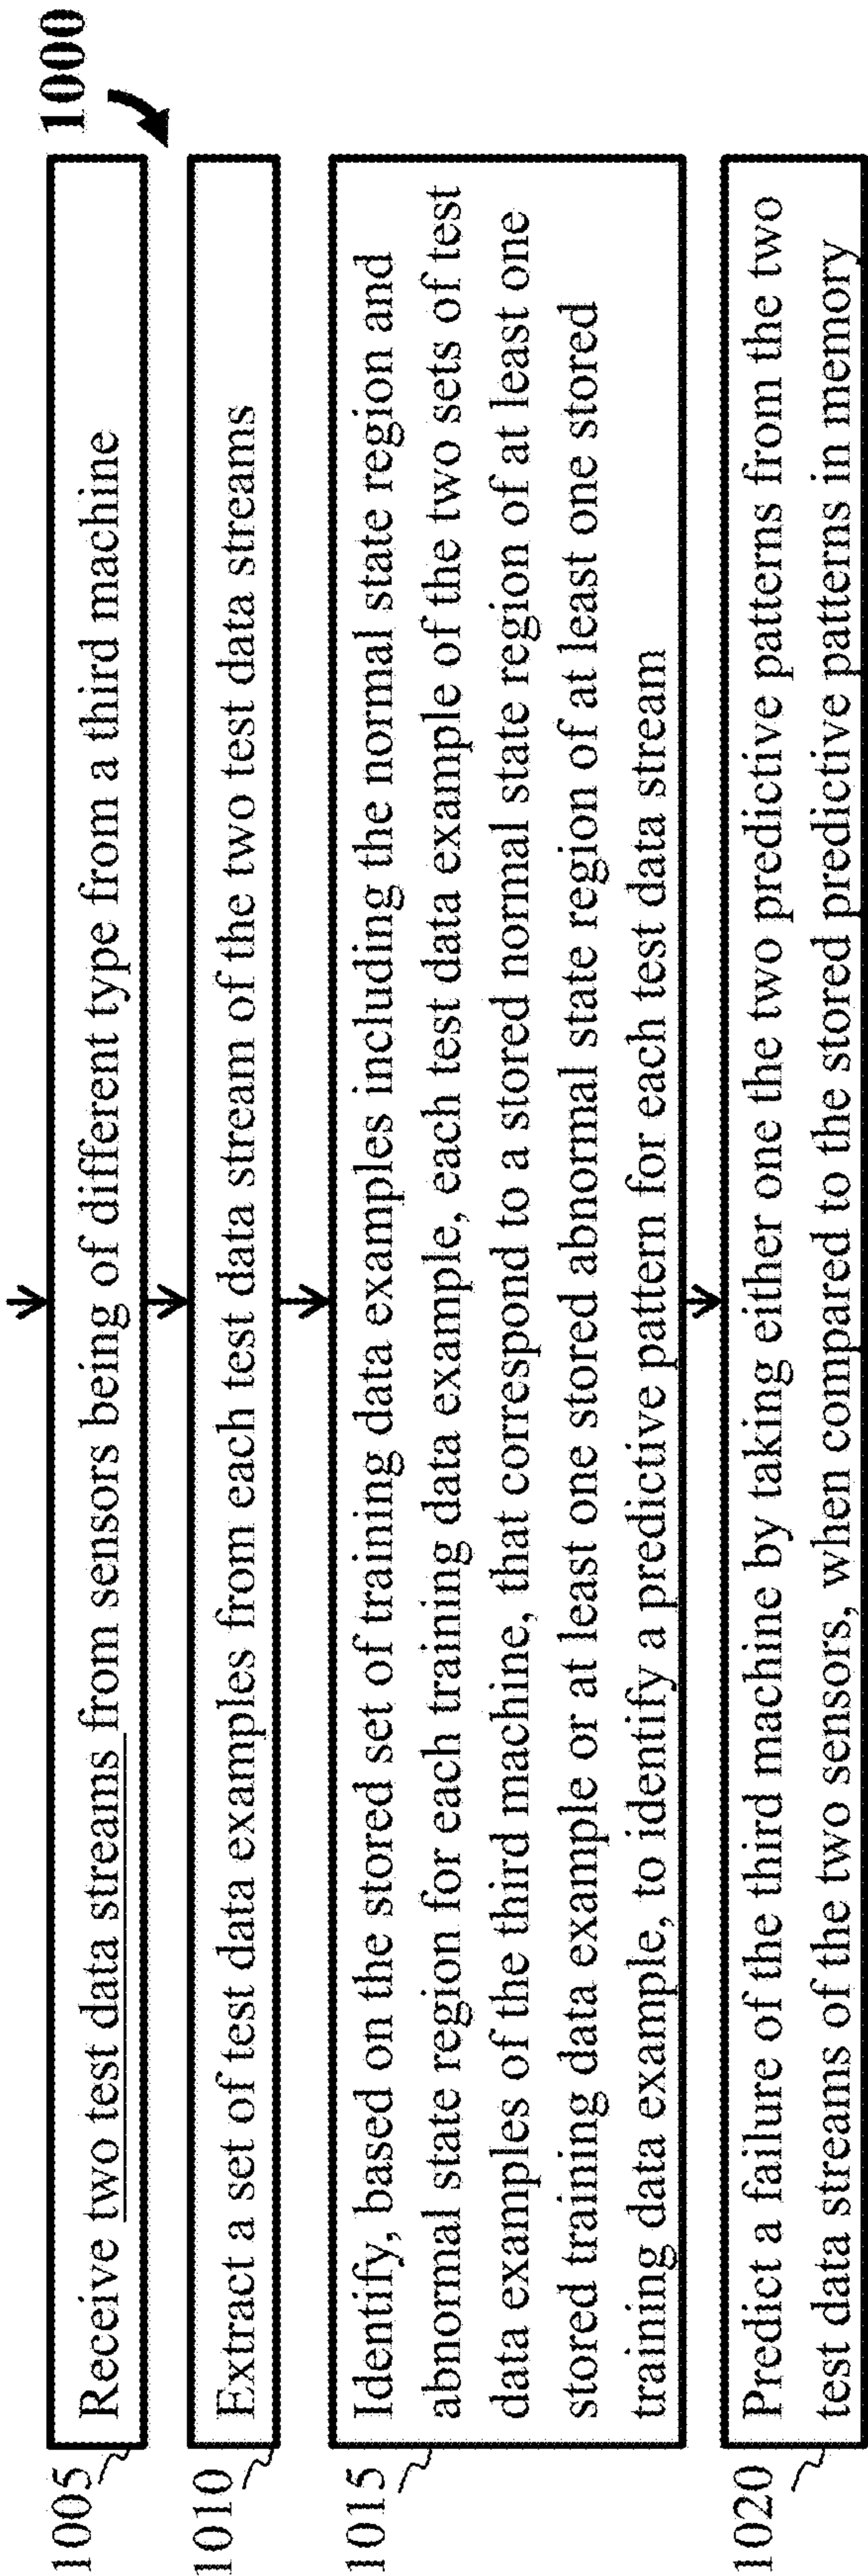 1000
1005
Receive two test data streams from sensors being of different type from a third machine
1010
Extract a set of test data examples from each test data stream of the two test data streams
1015
Identify, based on the stored set of training data examples including the normal state region and
abnormal state region for each training data example, each test data example of the two sets of test
data examples of the third machine, that correspond to a stored normal state region of at least one
stored training data example or at least one stored abnormal state region of at least one stored
training data example, to identify a predictive pattern for each test data stream
1020
Predict a failure of the third machine by taking either one the two predictive patterns from the two
test data streams of the two sensors, when compared to the stored predictive patterns in memory